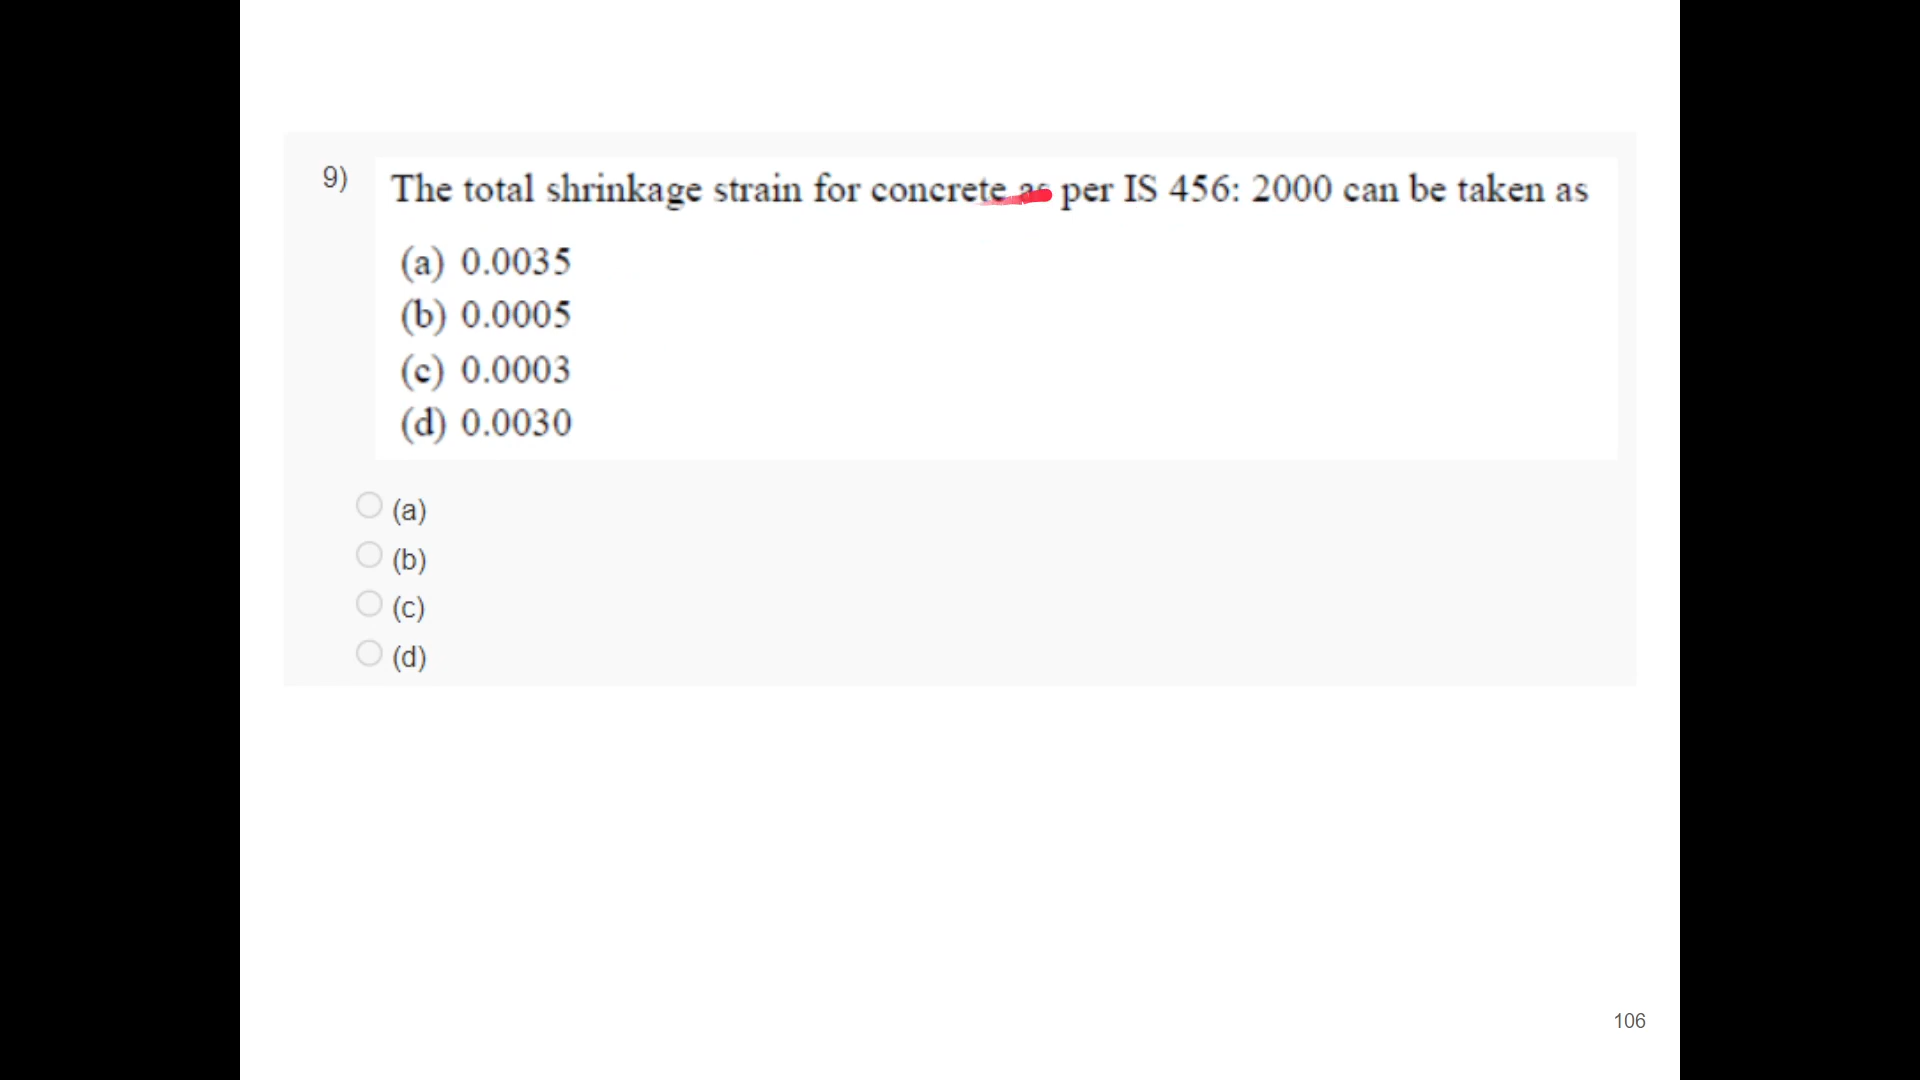 9) The total shrinkage strain for concrete as per IS 456: 2000 can be taken as
(a) 0.0035
(b) 0.0005
(c) 0.0003
(d) 0.0030
(a)
(b)
(c)
(d)
106